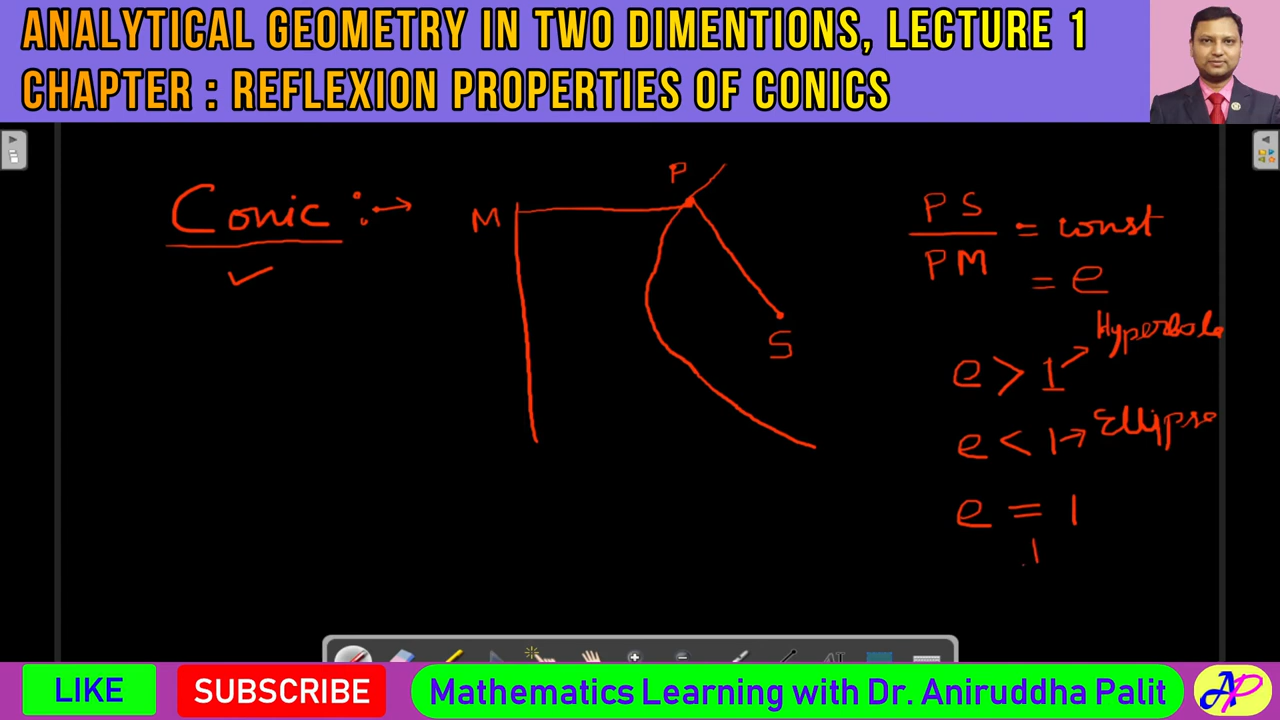 ANALYTICAL GEOMETRY IN TWO DIMENTIONS, LECTURE 1
CHAPTER : REFLEXION PROPERTIES OF CONICS
Conic :→
M
P
S
PS
PM
= const
= e
e > 1 → Hyperbola
e < 1 → Ellipse
e = 1
LIKE
SUBSCRIBE
Mathematics Learning with Dr. Aniruddha Palit
AP